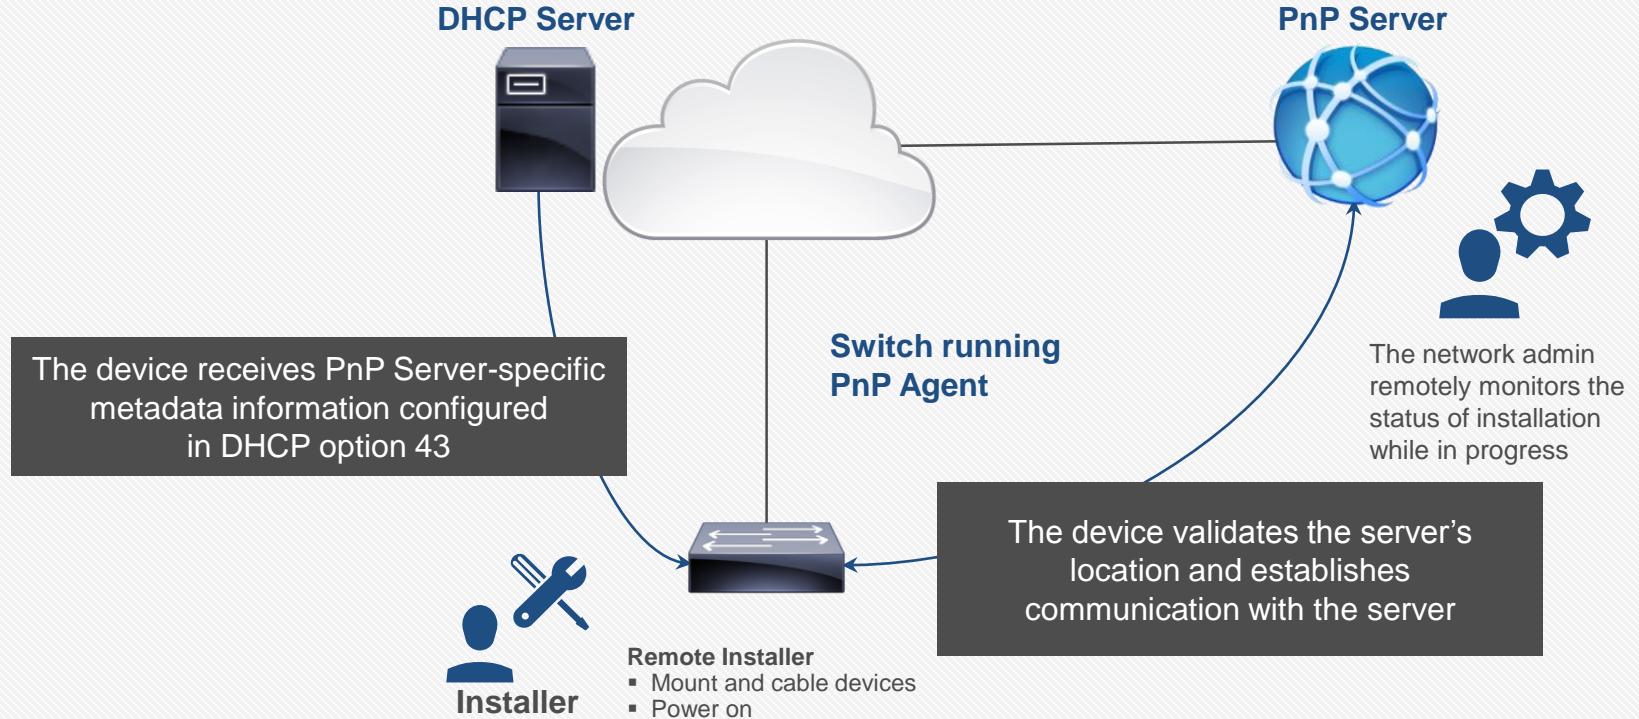 DHCP Server
PnP Server
The device receives PnP Server-specific
metadata information configured
in DHCP option 43
Switch running
PnP Agent
The network admin
remotely monitors the
status of installation
while in progress
The device validates the server’s
location and establishes
communication with the server
Installer
Remote Installer
▪ Mount and cable devices
▪ Power on